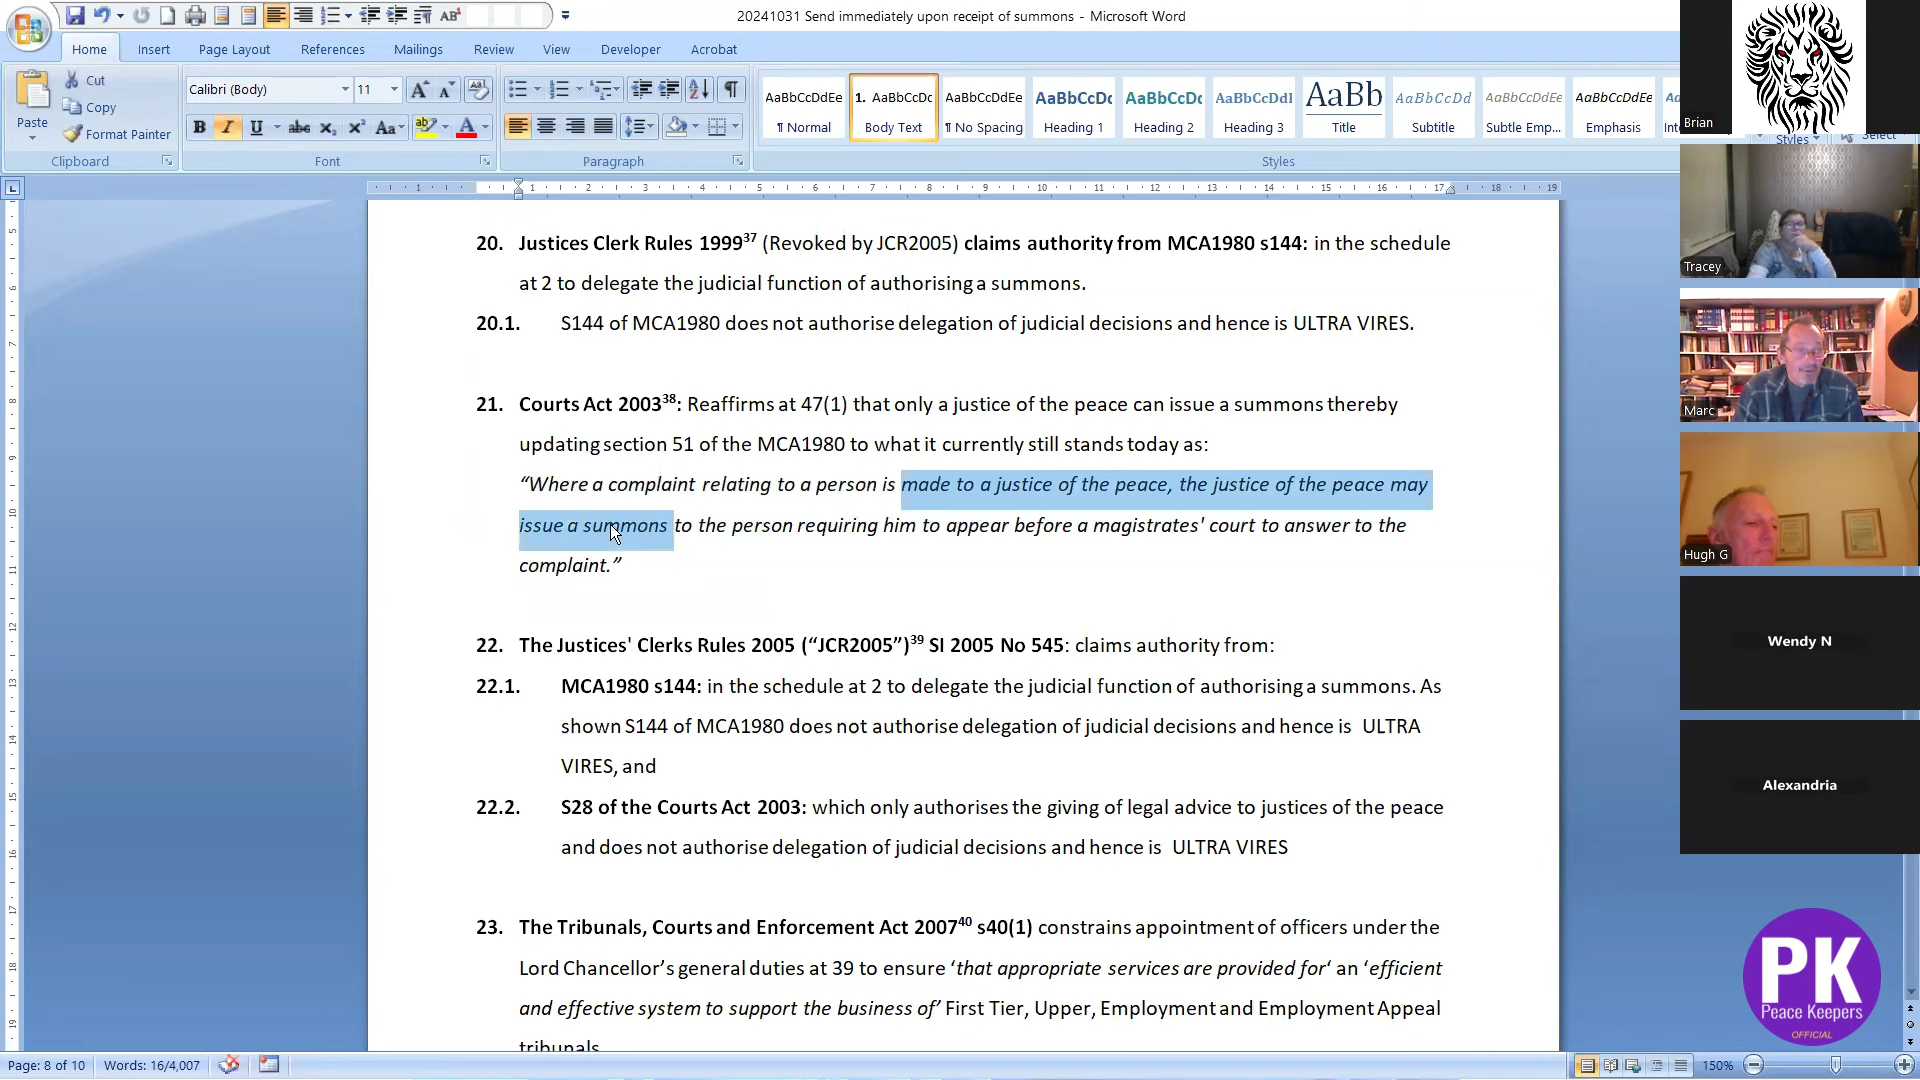 20241031 Send immediately upon receipt of summons - Microsoft Word
Home Insert Page Layout References Mailings Review View Developer Acrobat
Paste
Cut
Copy
Format Painter
Clipboard
Calibri (Body) 11
Font
Paragraph
AaBbCcDdEe ¶ Normal
1. AaBbCcDc Body Text
AaBbCcDdEe ¶ No Spacing
AaBbCcDc Heading 1
AaBbCcDc Heading 2
AaBbCcDdI Heading 3
AaBb Title
AaBbCcDd Subtitle
AaBbCcDdEe Subtle Emp...
AaBbCcDdEe Emphasis
Styles
Styles
Select
20. Justices Clerk Rules 1999³⁷ (Revoked by JCR2005) claims authority from MCA1980 s144: in the schedule
at 2 to delegate the judicial function of authorising a summons.
20.1. S144 of MCA1980 does not authorise delegation of judicial decisions and hence is ULTRA VIRES.
21. Courts Act 2003³⁸: Reaffirms at 47(1) that only a justice of the peace can issue a summons thereby
updating section 51 of the MCA1980 to what it currently still stands today as:
“Where a complaint relating to a person is made to a justice of the peace, the justice of the peace may
issue a summons to the person requiring him to appear before a magistrates' court to answer to the
complaint.”
22. The Justices' Clerks Rules 2005 (“JCR2005”)³⁹ SI 2005 No 545: claims authority from:
22.1. MCA1980 s144: in the schedule at 2 to delegate the judicial function of authorising a summons. As
shown S144 of MCA1980 does not authorise delegation of judicial decisions and hence is ULTRA
VIRES, and
22.2. S28 of the Courts Act 2003: which only authorises the giving of legal advice to justices of the peace
and does not authorise delegation of judicial decisions and hence is ULTRA VIRES
23. The Tribunals, Courts and Enforcement Act 2007⁴⁰ s40(1) constrains appointment of officers under the
Lord Chancellor’s general duties at 39 to ensure ‘that appropriate services are provided for‘ an ‘efficient
and effective system to support the business of’ First Tier, Upper, Employment and Employment Appeal
tribunals
Page: 8 of 10 Words: 16/4,007
150%
Brian
Tracey
Marc
Hugh G
Wendy N
Alexandria
PK
Peace Keepers
OFFICIAL